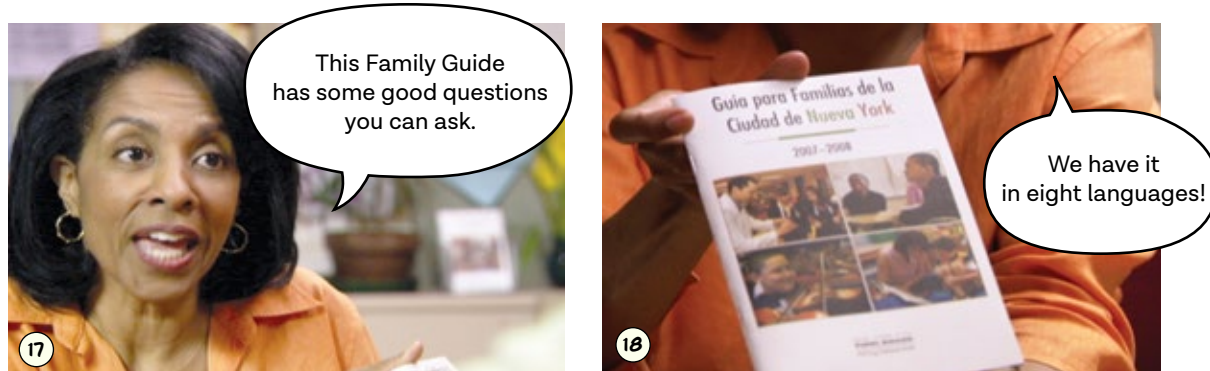 This Family Guide
has some good questions
you can ask.
17
Guía para Familias de la
Ciudad de Nueva York
2007-2008
We have it
in eight languages!
18